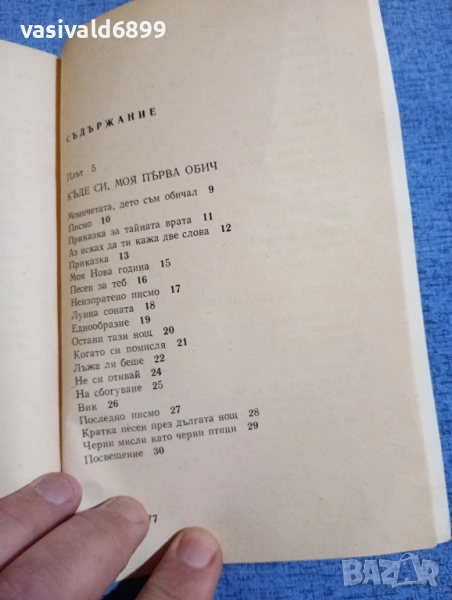 vasivald6899
СЪДЪРЖАНИЕ
Път 5
КЪДЕ СИ, МОЯ ПЪРВА ОБИЧ
Момичетата, дето съм обичал 9
Писмо 10
Приказка за тайната врата 11
Аз исках да ти кажа две слова 12
Приказка 13
Моя Нова година 15
Песен за теб 16
Неизпратено писмо 17
Лунна соната 18
Еднообразие 19
Остани тази нощ 20
Когато си помисля 21
Лъжа ли беше 22
Не си отивай 24
На сбогуване 25
Вик 26
Последно писмо 27
Кратка песен през дългата нощ 28
Черни мисли като черни птици 29
Посвещение 30
77
BAZAR